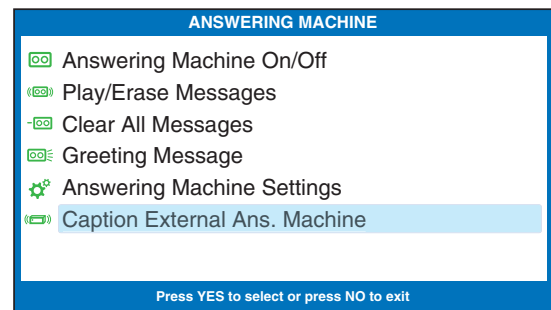 ANSWERING MACHINE
Answering Machine On/Off
Play/Erase Messages
Clear All Messages
Greeting Message
Answering Machine Settings
Caption External Ans. Machine
Press YES to select or press NO to exit